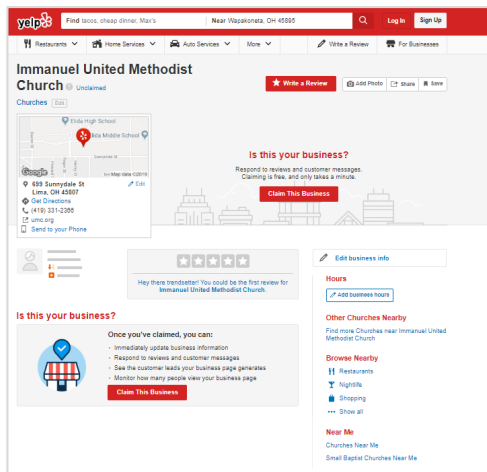 yelp
Find tacos, cheap dinner, Max's
Near Wapakoneta, OH 45895
Log In
Sign Up
Restaurants
Home Services
Auto Services
More
Write a Review
For Businesses
Immanuel United Methodist
Church
Unclaimed
Write a Review
Add Photo
Share
Save
Churches
Edit
Elida High School
Elida Middle School
Sunnydale St
Google
Map data ©2019
699 Sunnydale St
Lima, OH 45807
Edit
Get Directions
(419) 331-2366
umc.org
Send to your Phone
Is this your business?
Respond to reviews and customer messages.
Claiming is free, and only takes a minute.
Claim This Business
Hey there trendsetter! You could be the first review for
Immanuel United Methodist Church.
Edit business info
Hours
Add business hours
Other Churches Nearby
Find more Churches near Immanuel United
Methodist Church
Browse Nearby
Restaurants
Nightlife
Shopping
Show all
Near Me
Churches Near Me
Small Baptist Churches Near Me
Is this your business?
Once you've claimed, you can:
· Immediately update business information
· Respond to reviews and customer messages
· See the customer leads your business page generates
· Monitor how many people view your business page
Claim This Business